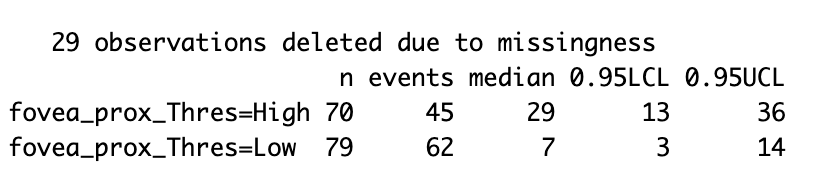 29 observations deleted due to missingness
n events median 0.95LCL 0.95UCL
fovea_prox_Thres=High 70 45 29 13 36
fovea_prox_Thres=Low 79 62 7 3 14